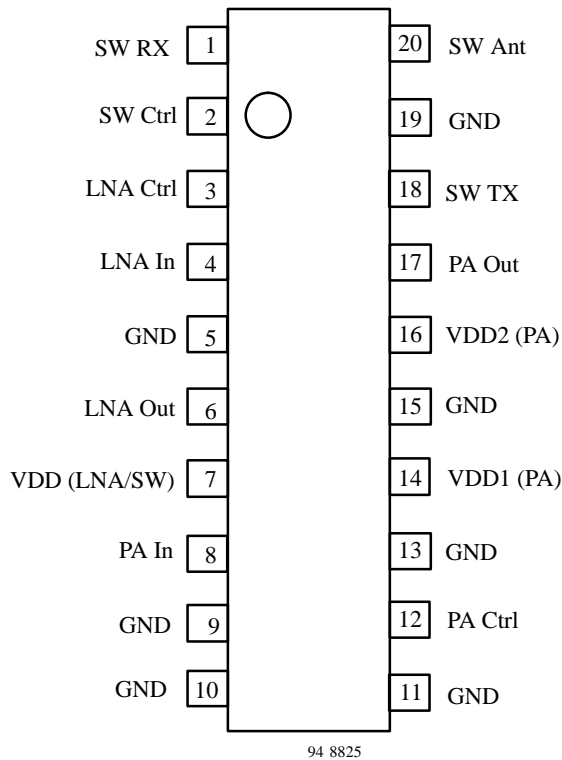 SW RX 1 20 SW Ant
SW Ctrl 2 19 GND
LNA Ctrl 3 18 SW TX
LNA In 4 17 PA Out
GND 5 16 VDD2 (PA)
LNA Out 6 15 GND
VDD (LNA/SW) 7 14 VDD1 (PA)
PA In 8 13 GND
GND 9 12 PA Ctrl
GND 10 11 GND
94 8825